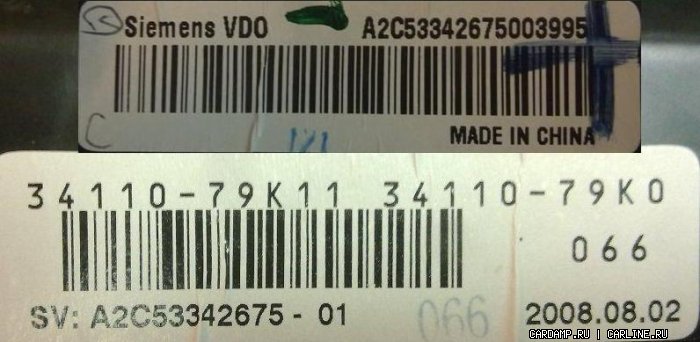 Siemens VDO A2C53342675003995
C 121
MADE IN CHINA
34110-79K11 34110-79K0
066
SV: A2C53342675 - 01 066 2008.08.02
CARDAMP.RU | CARLINE.RU